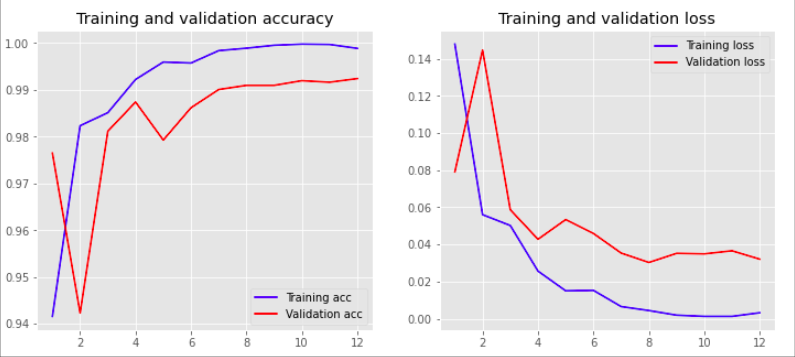 Training and validation accuracy
1.00
0.99
0.98
0.97
0.96
0.95
0.94
2 4 6 8 10 12
Training acc
Validation acc
Training and validation loss
0.14
0.12
0.10
0.08
0.06
0.04
0.02
0.00
2 4 6 8 10 12
Training loss
Validation loss